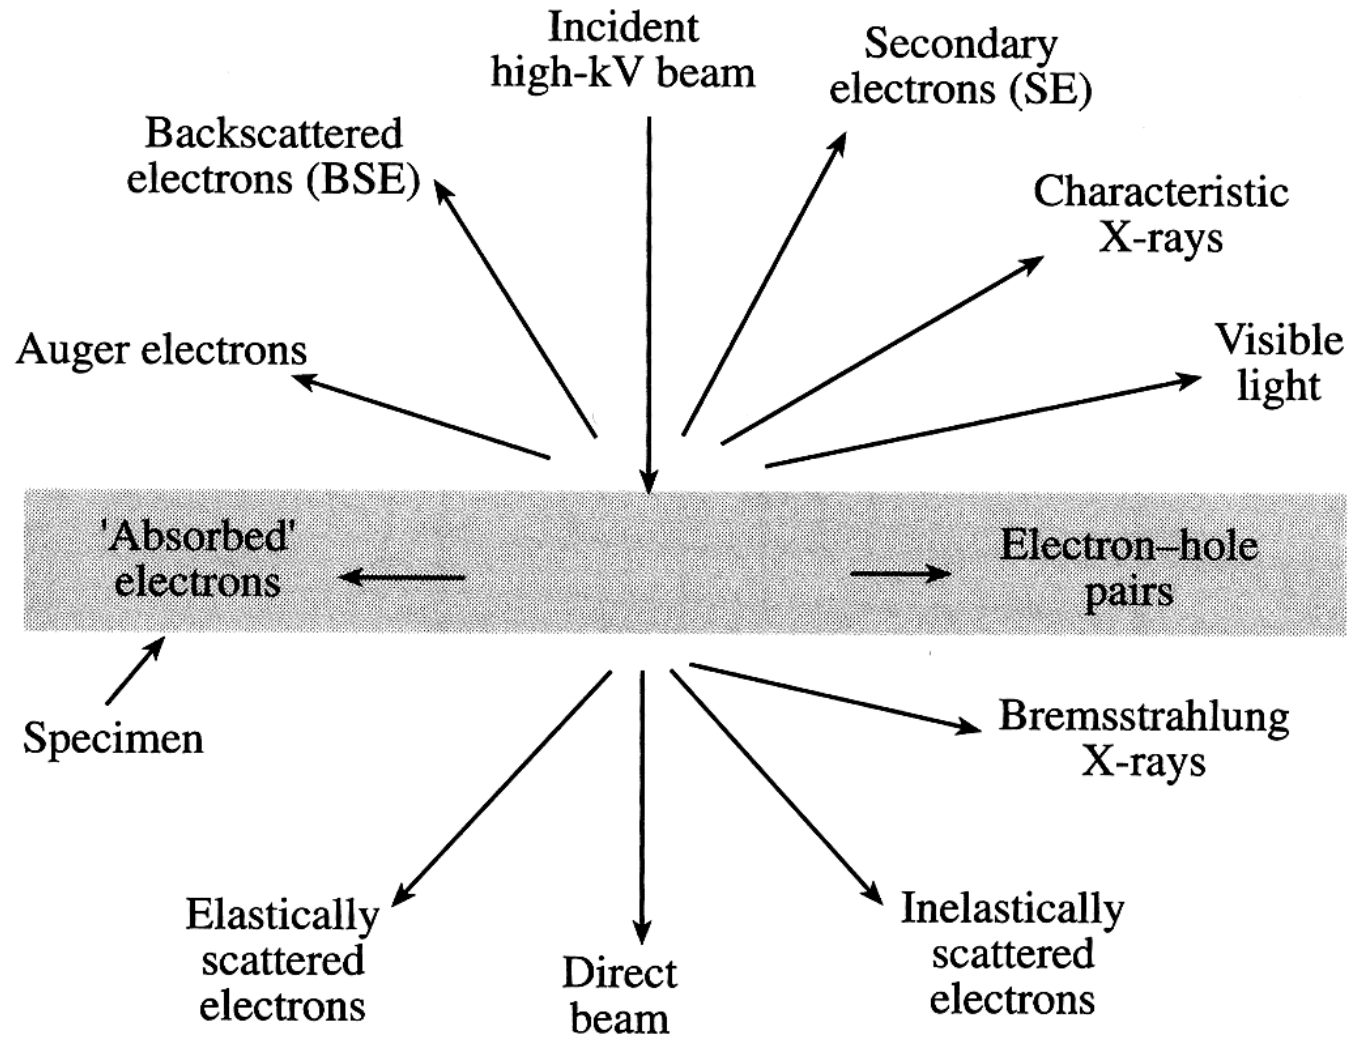 Incident
high-kV beam
Secondary
electrons (SE)
Backscattered
electrons (BSE)
Characteristic
X-rays
Auger electrons
Visible
light
'Absorbed'
electrons
Electron–hole
pairs
Specimen
Bremsstrahlung
X-rays
Elastically
scattered
electrons
Direct
beam
Inelastically
scattered
electrons